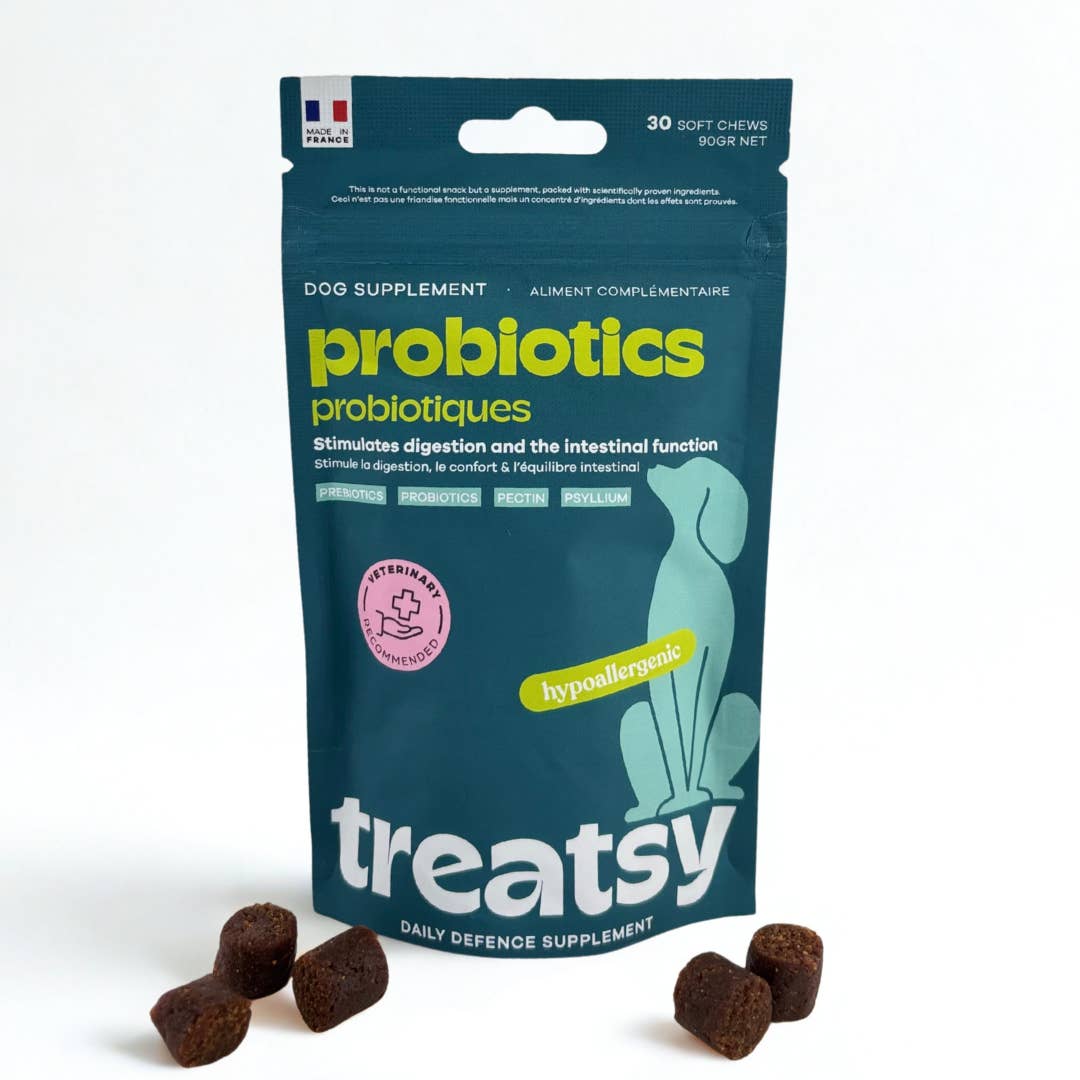 MADE IN
FRANCE
30 SOFT CHEWS
90GR NET
This is not a functional snack but a supplement, packed with scientifically proven ingredients.
Ceci n'est pas une friandise fonctionnelle mais un concentré d'ingrédients dont les effets sont prouvés.
DOG SUPPLEMENT · ALIMENT COMPLÉMENTAIRE
probiotics
probiotiques
Stimulates digestion and the intestinal function
Stimule la digestion, le confort & l'équilibre intestinal
PREBIOTICS PROBIOTICS PECTIN PSYLLIUM
VETERINARY
RECOMMENDED
hypoallergenic
treatsy
DAILY DEFENCE SUPPLEMENT